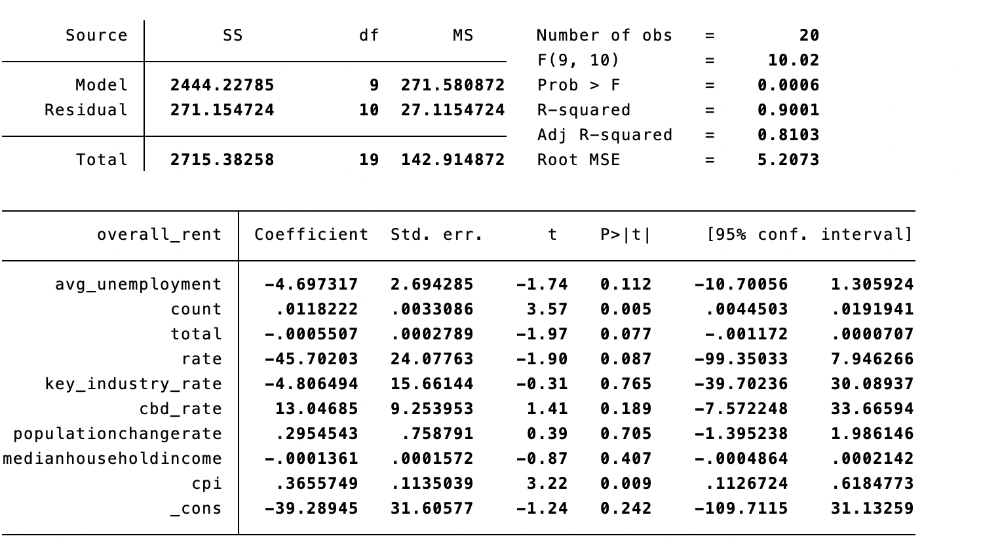 Source SS df MS Number of obs = 20
F(9, 10) = 10.02
Model 2444.22785 9 271.580872 Prob > F = 0.0006
Residual 271.154724 10 27.1154724 R-squared = 0.9001
Adj R-squared = 0.8103
Total 2715.38258 19 142.914872 Root MSE = 5.2073
overall_rent Coefficient Std. err. t P>|t| [95% conf. interval]
avg_unemployment -4.697317 2.694285 -1.74 0.112 -10.70056 1.305924
count .0118222 .0033086 3.57 0.005 .0044503 .0191941
total -.0005507 .0002789 -1.97 0.077 -.001172 .0000707
rate -45.70203 24.07763 -1.90 0.087 -99.35033 7.946266
key_industry_rate -4.806494 15.66144 -0.31 0.765 -39.70236 30.08937
cbd_rate 13.04685 9.253953 1.41 0.189 -7.572248 33.66594
populationchangerate .2954543 .758791 0.39 0.705 -1.395238 1.986146
medianhouseholdincome -.0001361 .0001572 -0.87 0.407 -.0004864 .0002142
cpi .3655749 .1135039 3.22 0.009 .1126724 .6184773
_cons -39.28945 31.60577 -1.24 0.242 -109.7115 31.13259